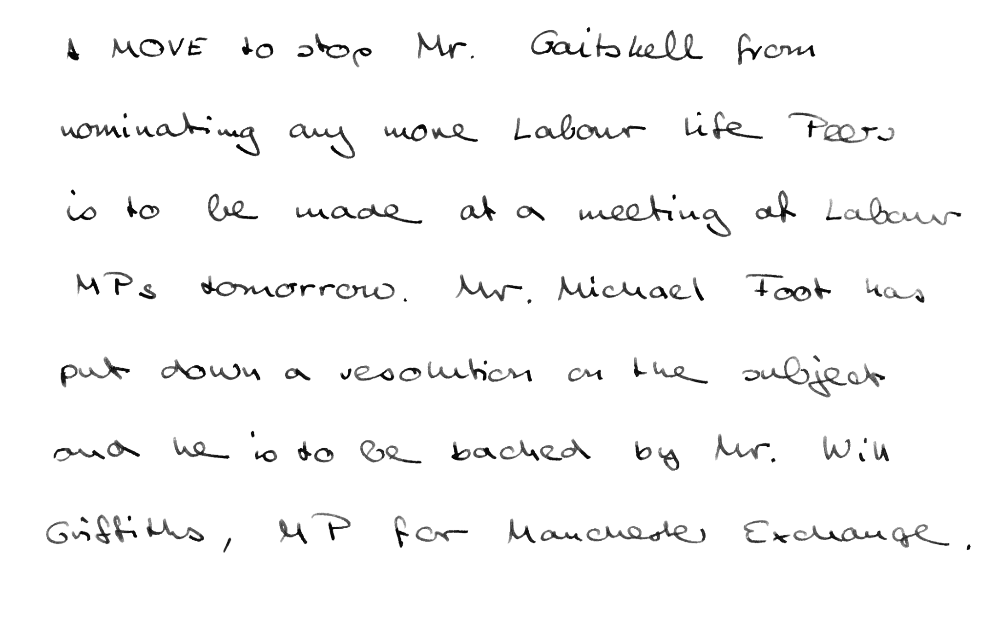 A MOVE to stop Mr. Gaitskell from
nominating any more Labour life Peers
is to be made at a meeting of Labour
MPs tomorrow. Mr. Michael Foot has
put down a resolution on the subject
and he is to be backed by Mr. Will
Griffiths, MP for Manchester Exchange.